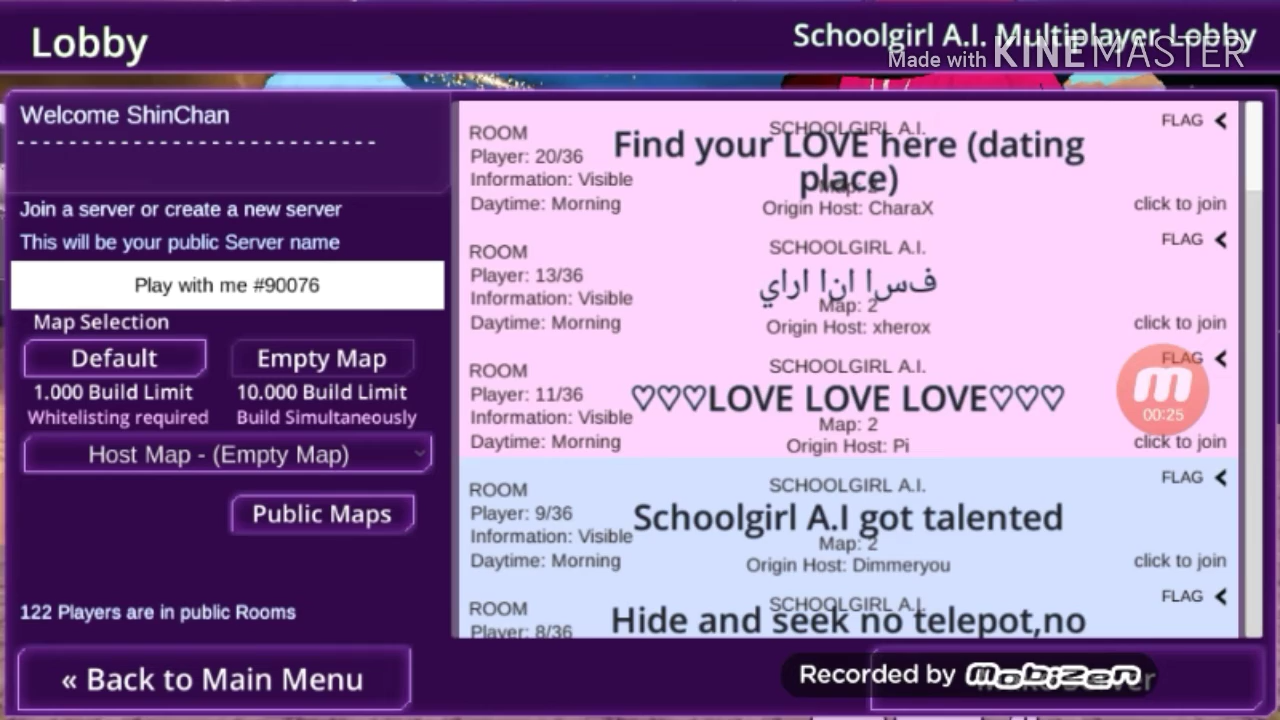 Lobby
Schoolgirl A.I. Multiplayer Lobby
Made with KINEMASTER
Welcome ShinChan
---------------------------
Join a server or create a new server
This will be your public Server name
Play with me #90076
Map Selection
Default
Empty Map
1.000 Build Limit
10.000 Build Limit
Whitelisting required
Build Simultaneously
Host Map - (Empty Map)
Public Maps
122 Players are in public Rooms
« Back to Main Menu
ROOM
Player: 20/36
Information: Visible
Daytime: Morning
SCHOOLGIRL A.I.
Find your LOVE here (dating
place)
Map: 2
Origin Host: CharaX
FLAG <
click to join
ROOM
Player: 13/36
Information: Visible
Daytime: Morning
SCHOOLGIRL A.I.
Map: 2
Origin Host: xherox
FLAG <
click to join
ROOM
Player: 11/36
Information: Visible
Daytime: Morning
SCHOOLGIRL A.I.
♡♡♡LOVE LOVE LOVE♡♡♡
Map: 2
Origin Host: Pi
FLAG <
00:25
click to join
ROOM
Player: 9/36
Information: Visible
Daytime: Morning
SCHOOLGIRL A.I.
Schoolgirl A.I got talented
Map: 2
Origin Host: Dimmeryou
FLAG <
click to join
ROOM
Player: 8/36
SCHOOLGIRL A.I.
Hide and seek no telepot,no
FLAG <
Recorded by mobizen